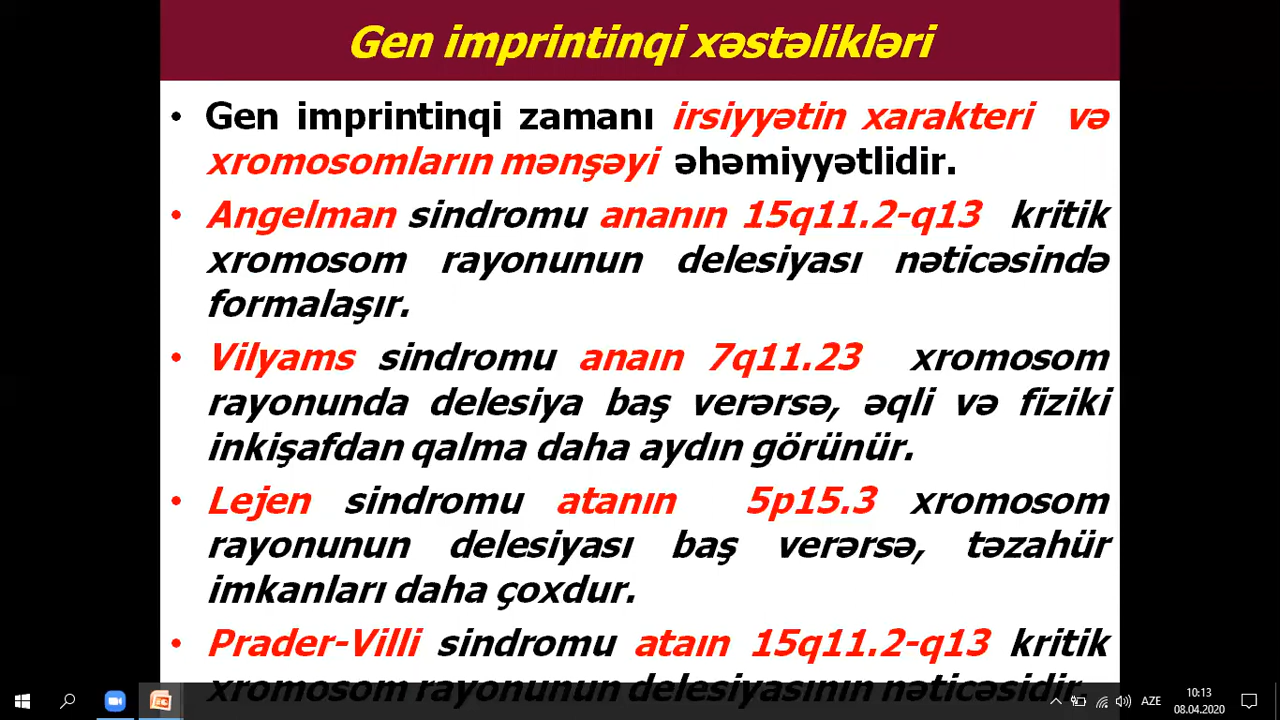 Gen imprintinqi xəstəlikləri
• Gen imprintinqi zamanı irsiyyətin xarakteri və
xromosomların mənşəyi əhəmiyyətlidir.
• Angelman sindromu ananın 15q11.2-q13 kritik
xromosom rayonunun delesiyası nəticəsində
formalaşır.
• Vilyams sindromu anaın 7q11.23 xromosom
rayonunda delesiya baş verərsə, əqli və fiziki
inkişafdan qalma daha aydın görünür.
• Lejen sindromu atanın 5p15.3 xromosom
rayonunun delesiyası baş verərsə, təzahür
imkanları daha çoxdur.
• Prader-Villi sindromu ataın 15q11.2-q13 kritik
xromosom rayonunun delesiyasının nəticəsidir.
AZE
10:13
08.04.2020